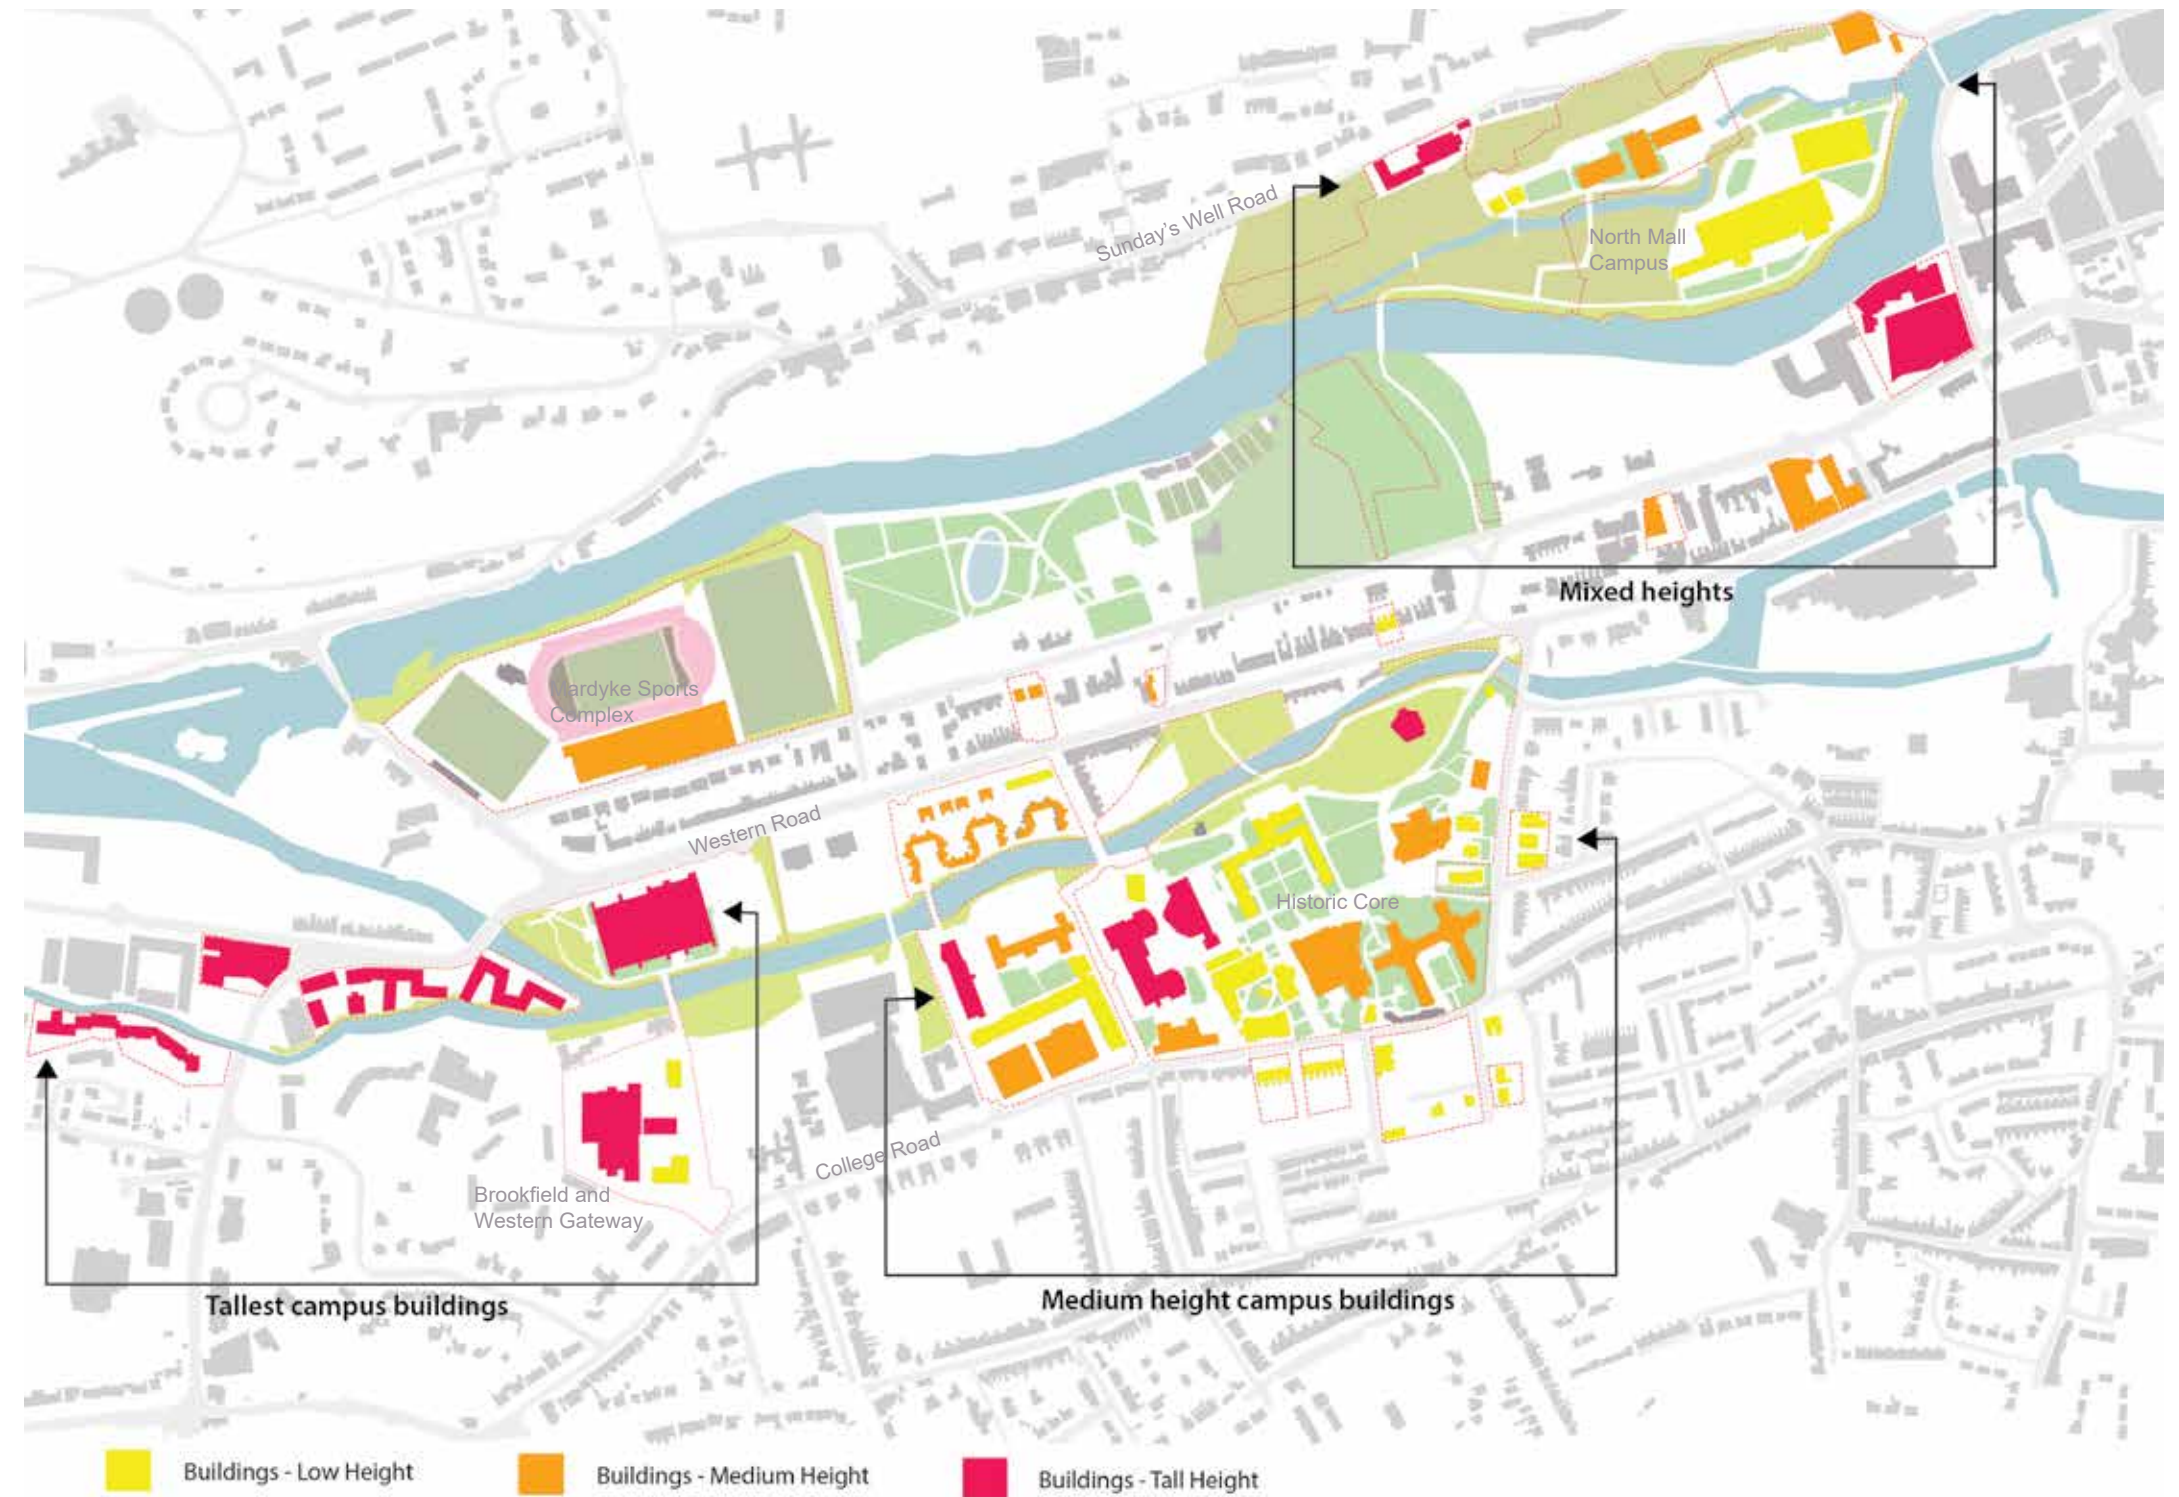 Sunday's Well Road
North Mall
Campus
Mixed heights
Mardyke Sports
Complex
Western Road
HIstoric Core
College Road
Brookfield and
Western Gateway
Tallest campus buildings
Medium height campus buildings
Buildings - Low Height
Buildings - Medium Height
Buildings - Tall Height